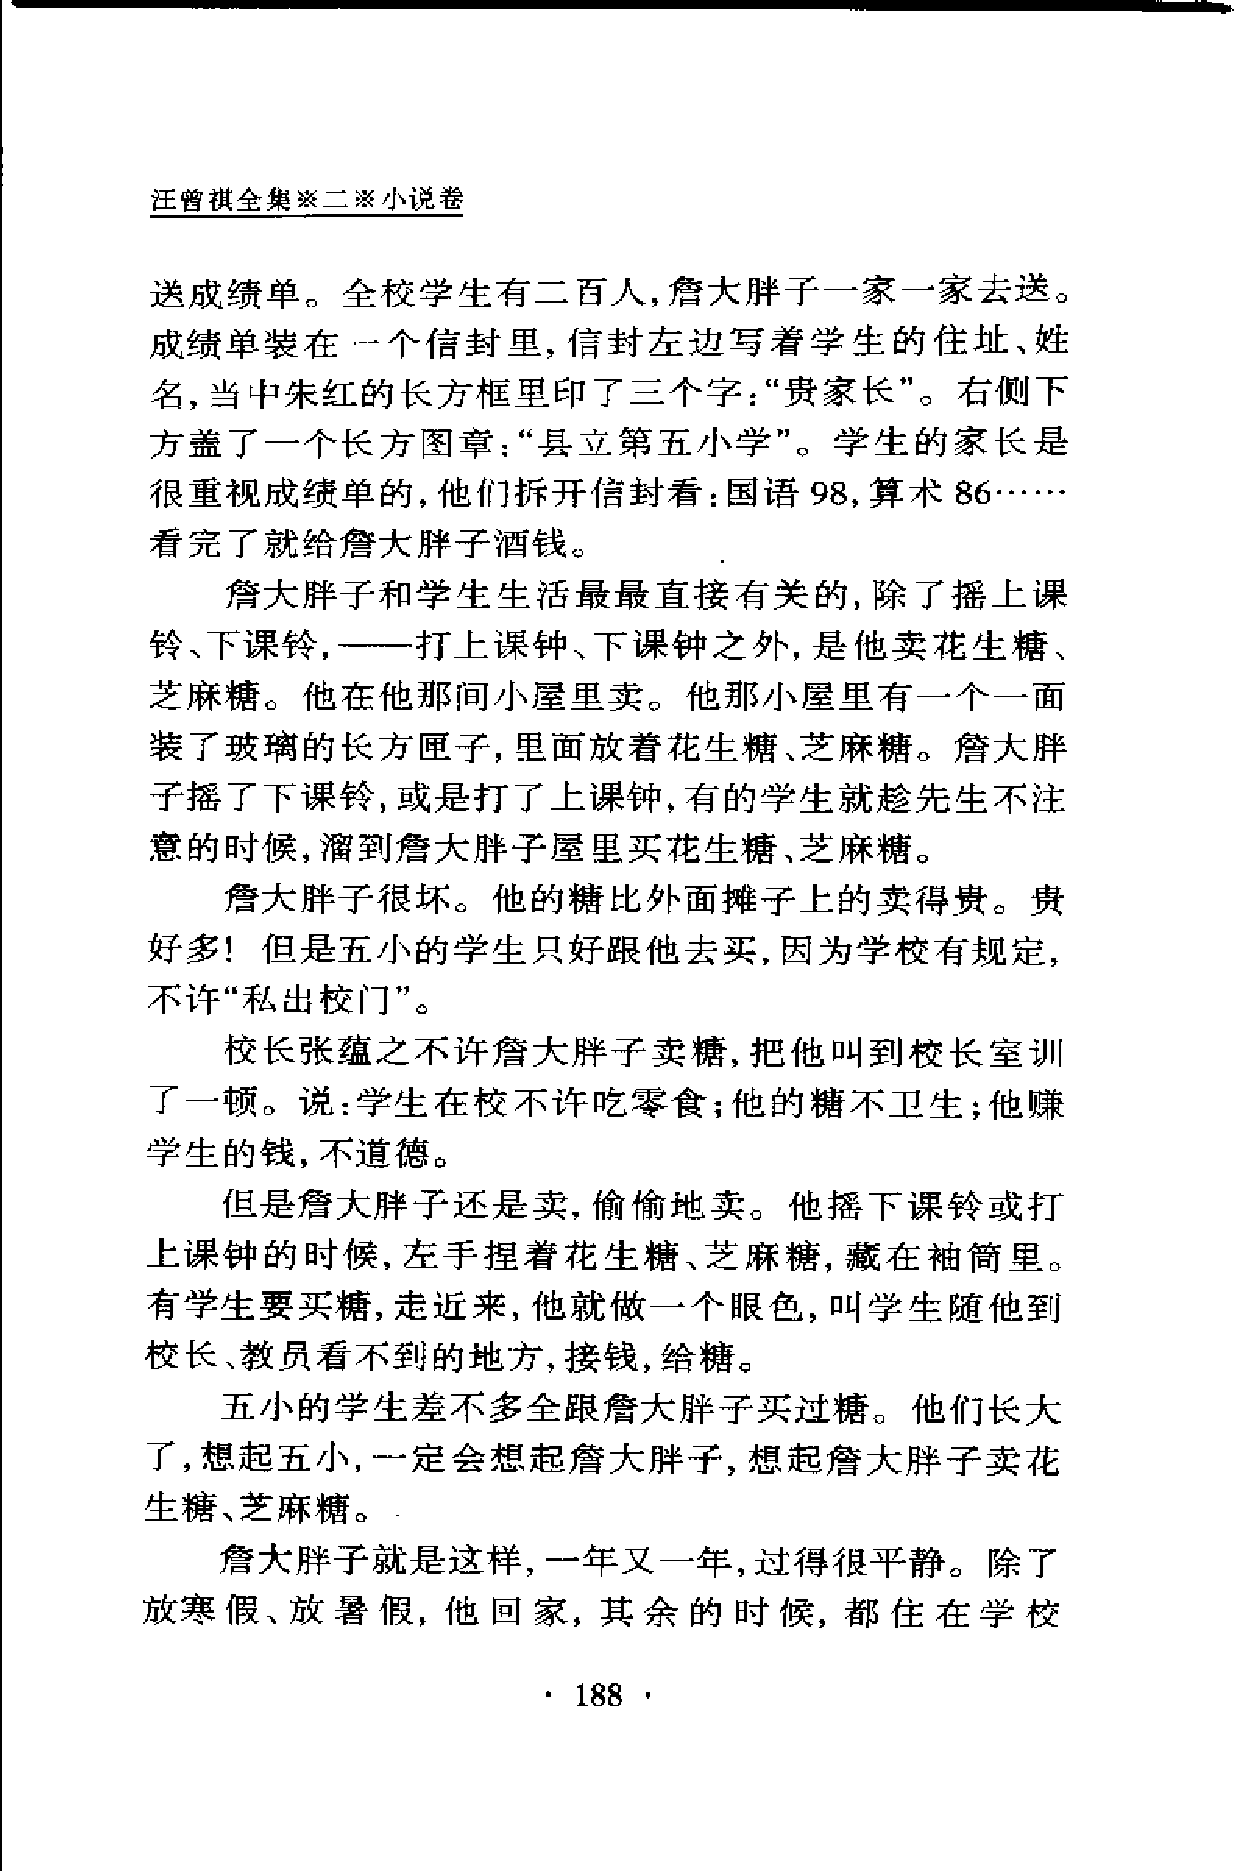 汪曾祺全集※二※小说卷
送成绩单。全校学生有二百人,詹大胖子一家一家去送。
成绩单装在一个信封里,信封左边写着学生的住址、姓
名,当中朱红的长方框里印了三个字:“贵家长”。右侧下
方盖了一个长方图章:“县立第五小学”。学生的家长是
很重视成绩单的,他们拆开信封看:国语98,算术86……
看完了就给詹大胖子酒钱。
詹大胖子和学生生活最最直接有关的,除了摇上课
铃、下课铃,——打上课钟、下课钟之外,是他卖花生糖、
芝麻糖。他在他那间小屋里卖。他那小屋里有一个一面
装了玻璃的长方匣子,里面放着花生糖、芝麻糖。詹大胖
子摇了下课铃,或是打了上课钟,有的学生就趁先生不注
意的时候,溜到詹大胖子屋里买花生糖、芝麻糖。
詹大胖子很坏。他的糖比外面摊子上的卖得贵。贵
好多!但是五小的学生只好跟他去买,因为学校有规定,
不许“私出校门”。
校长张蕴之不许詹大胖子卖糖,把他叫到校长室训
了一顿。说:学生在校不许吃零食;他的糖不卫生;他赚
学生的钱,不道德。
但是詹大胖子还是卖,偷偷地卖。他摇下课铃或打
上课钟的时候,左手捏着花生糖、芝麻糖,藏在袖筒里。
有学生要买糖,走近来,他就做一个眼色,叫学生随他到
校长、教员看不到的地方,接钱,给糖。
五小的学生差不多全跟詹大胖子买过糖。他们长大
了,想起五小,一定会想起詹大胖子,想起詹大胖子卖花
生糖、芝麻糖。
詹大胖子就是这样,一年又一年,过得很平静。除了
放寒假、放暑假,他回家,其余的时候,都住在学校
· 188 ·